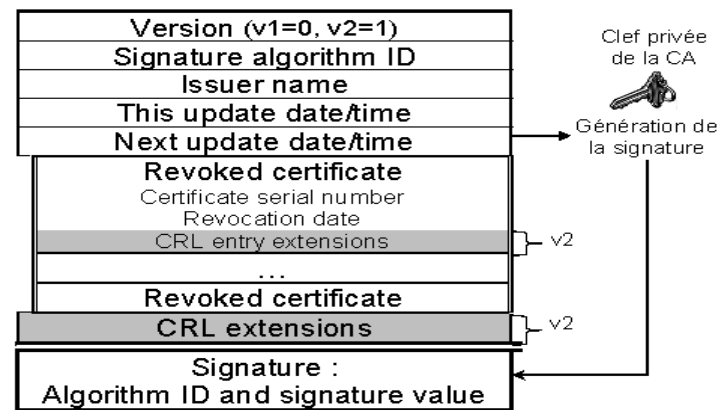 Version (v1=0, v2=1)
Signature algorithm ID
Issuer name
This update date/time
Next update date/time
Revoked certificate
Certificate serial number
Revocation date
CRL entry extensions
v2
...
Revoked certificate
CRL extensions
v2
Signature :
Algorithm ID and signature value
Clef privée
de la CA
Génération de
la signature